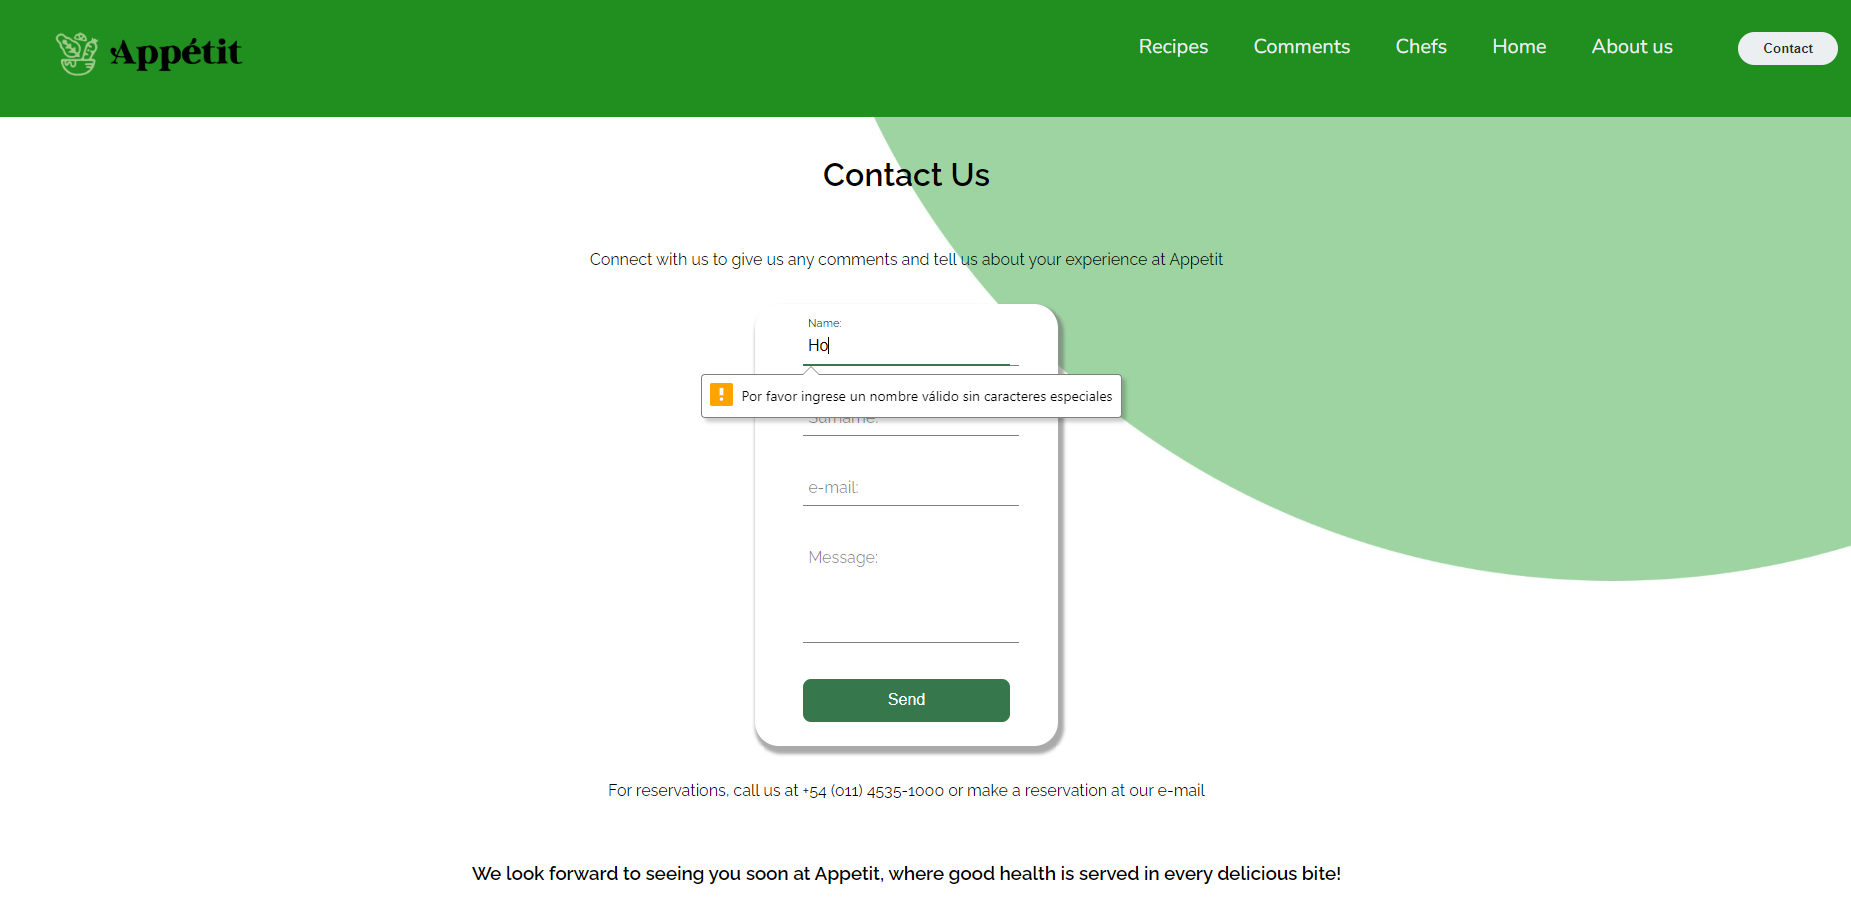 Appétit
Recipes Comments Chefs Home About us Contact
Contact Us
Connect with us to give us any comments and tell us about your experience at Appetit
Name:
Ho
Por favor ingrese un nombre válido sin caracteres especiales
Surname:
e-mail:
Message:
Send
For reservations, call us at +54 (011) 4535-1000 or make a reservation at our e-mail
We look forward to seeing you soon at Appetit, where good health is served in every delicious bite!